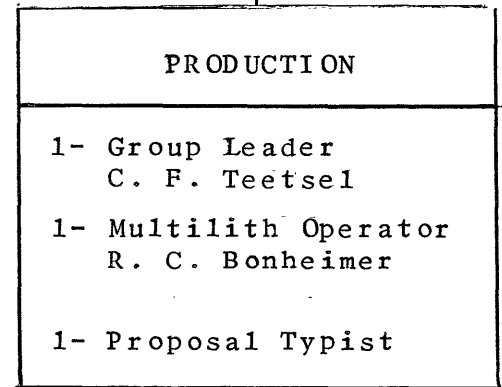 PRODUCTION
1- Group Leader
C. F. Teetsel
1- Multilith Operator
R. C. Bonheimer
1- Proposal Typist